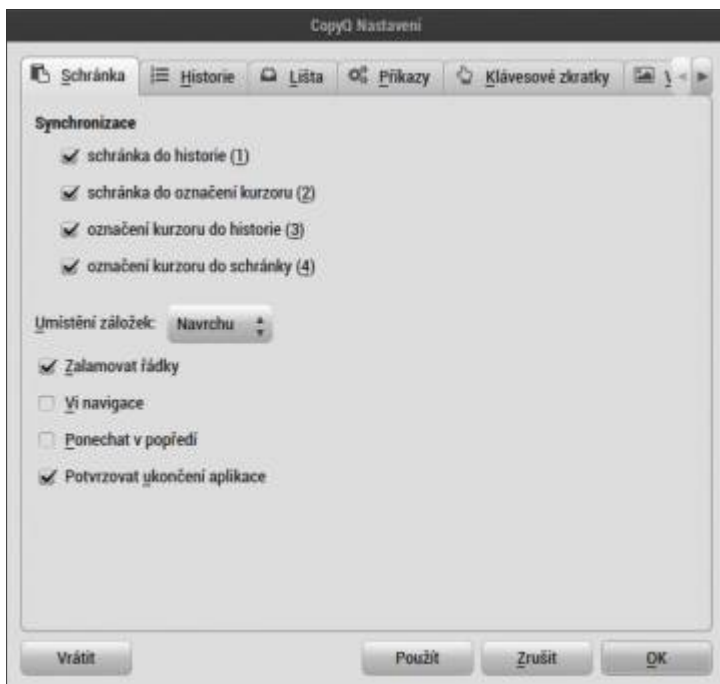 CopyQ Nastavení
Schránka Historie Lišta Příkazy Klávesové zkratky
Synchronizace
schránka do historie (1)
schránka do označení kurzoru (2)
označení kurzoru do historie (3)
označení kurzoru do schránky (4)
Umístění záložek: Navrchu
Zalamovat řádky
Vi navigace
Ponechat v popředí
Potvrzovat ukončení aplikace
Vrátit Použít Zrušit OK